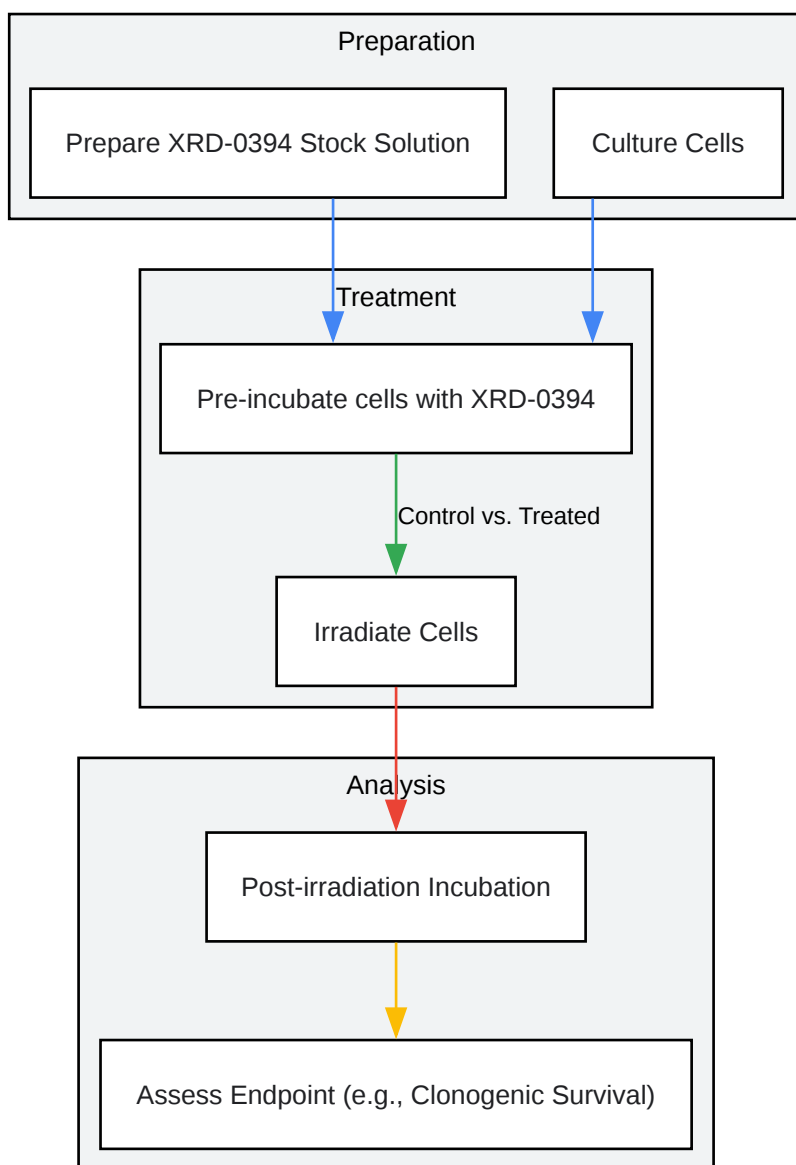 Preparation
Prepare XRD-0394 Stock Solution
Culture Cells
Treatment
Pre-incubate cells with XRD-0394
Control vs. Treated
Irradiate Cells
Analysis
Post-irradiation Incubation
Assess Endpoint (e.g., Clonogenic Survival)